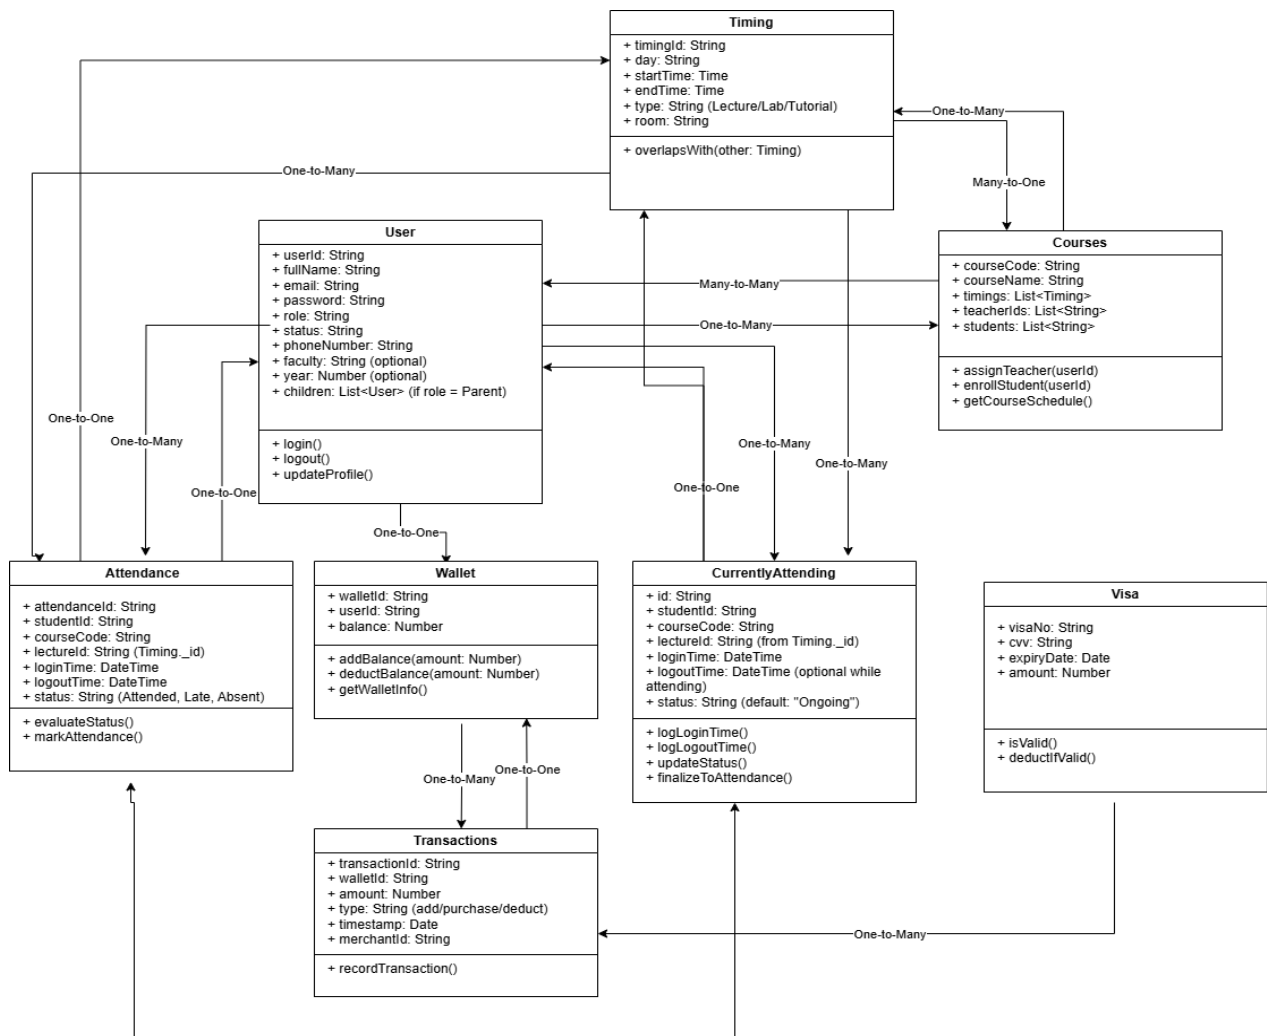 Timing
+ timingId: String
+ day: String
+ startTime: Time
+ endTime: Time
+ type: String (Lecture/Lab/Tutorial)
+ room: String
+ overlapsWith(other: Timing)
One-to-Many
Many-to-One
One-to-Many
User
+ userId: String
+ fullName: String
+ email: String
+ password: String
+ role: String
+ status: String
+ phoneNumber: String
+ faculty: String (optional)
+ year: Number (optional)
+ children: List<User> (if role = Parent)
+ login()
+ logout()
+ updateProfile()
Courses
+ courseCode: String
+ courseName: String
+ timings: List<Timing>
+ teacherIds: List<String>
+ students: List<String>
+ assignTeacher(userId)
+ enrollStudent(userId)
+ getCourseSchedule()
Many-to-Many
One-to-Many
One-to-One
One-to-Many
One-to-One
One-to-One
One-to-Many
One-to-Many
One-to-One
Attendance
+ attendanceId: String
+ studentId: String
+ courseCode: String
+ lectureId: String (Timing._id)
+ loginTime: DateTime
+ logoutTime: DateTime
+ status: String (Attended, Late, Absent)
+ evaluateStatus()
+ markAttendance()
Wallet
+ walletId: String
+ userId: String
+ balance: Number
+ addBalance(amount: Number)
+ deductBalance(amount: Number)
+ getWalletInfo()
CurrentlyAttending
+ id: String
+ studentId: String
+ courseCode: String
+ lectureId: String (from Timing._id)
+ loginTime: DateTime
+ logoutTime: DateTime (optional while
attending)
+ status: String (default: "Ongoing")
+ logLoginTime()
+ logLogoutTime()
+ updateStatus()
+ finalizeToAttendance()
Visa
+ visaNo: String
+ cvv: String
+ expiryDate: Date
+ amount: Number
+ isValid()
+ deductIfValid()
One-to-Many
One-to-One
Transactions
+ transactionId: String
+ walletId: String
+ amount: Number
+ type: String (add/purchase/deduct)
+ timestamp: Date
+ merchantId: String
+ recordTransaction()
One-to-Many